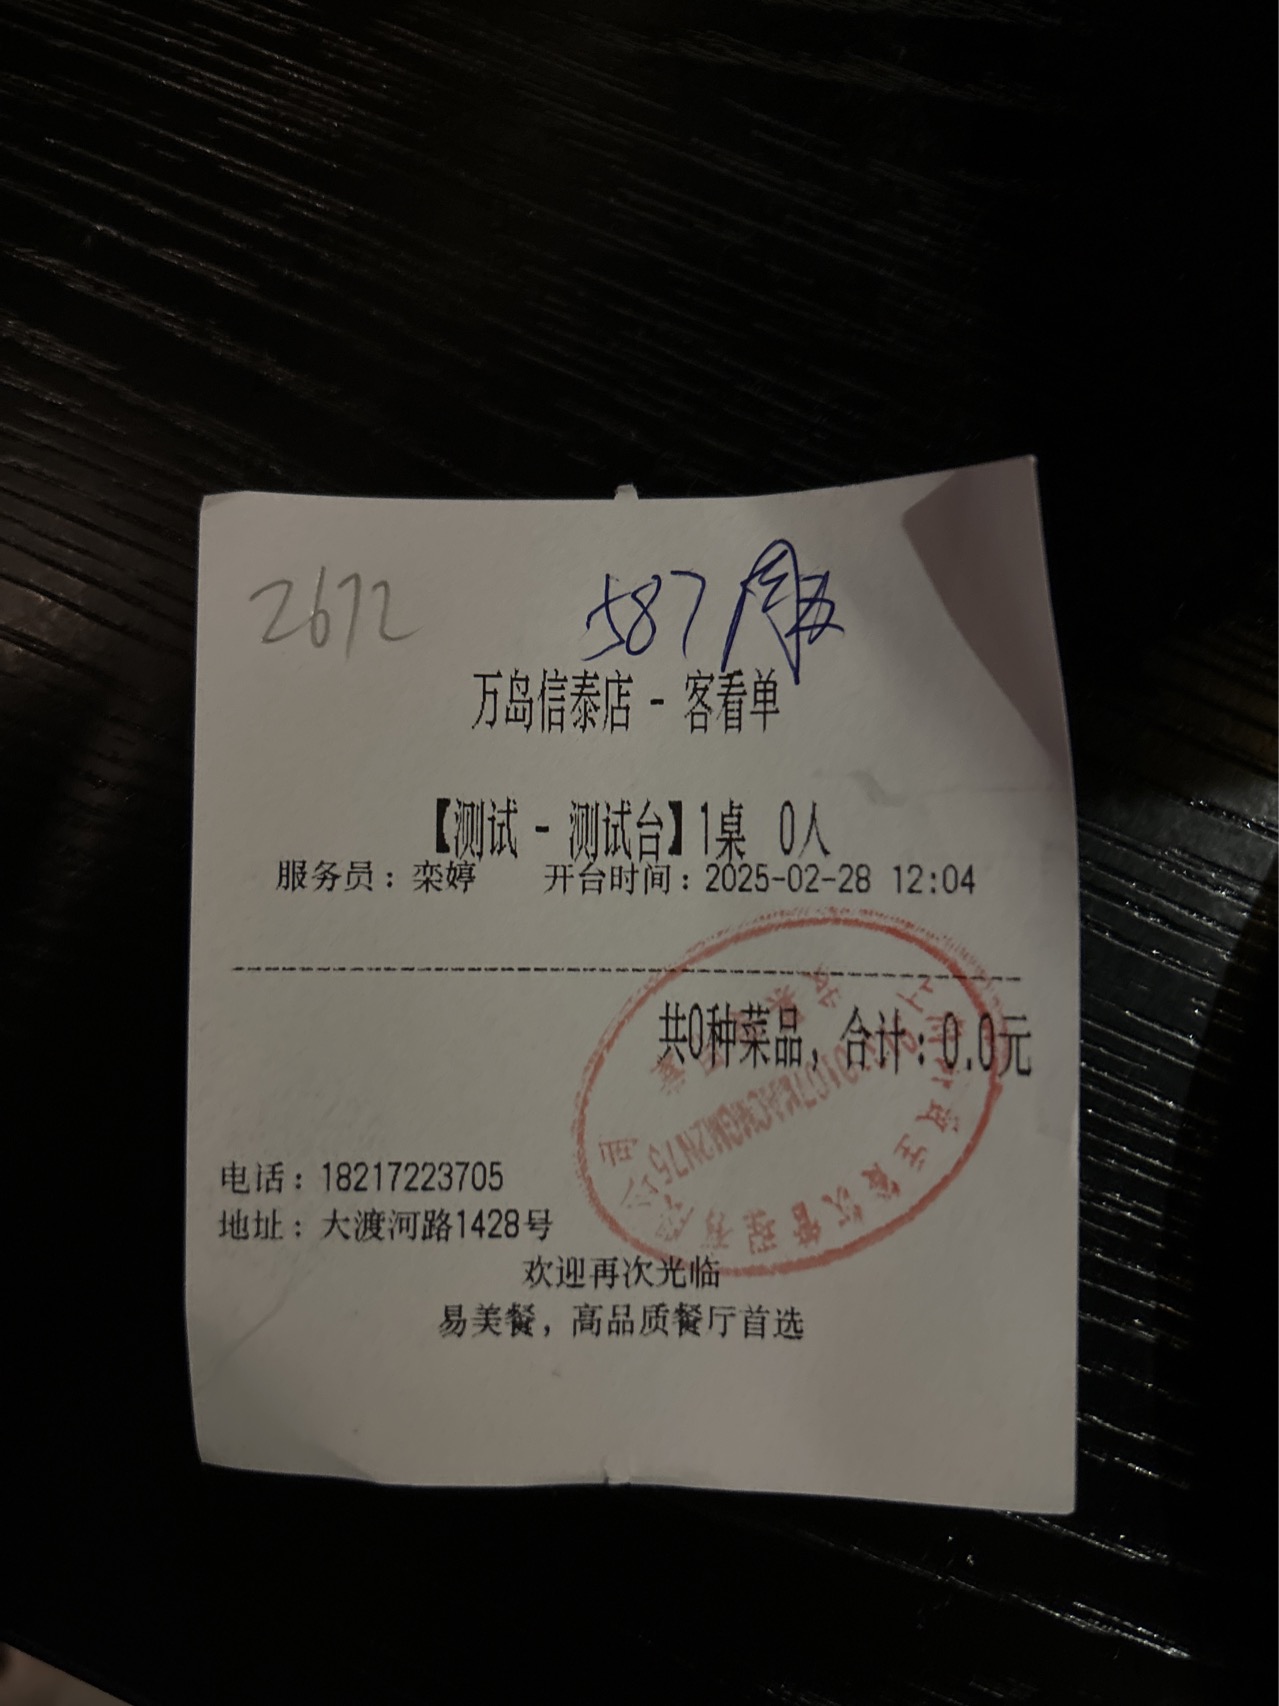 2672
587 周五
万岛信泰店 - 客看单
【测试 - 测试台】1桌 0人
服务员：栾婷 开台时间：2025-02-28 12:04
共0种菜品，合计：0.0元
电话：18217223705
地址：大渡河路1428号
欢迎再次光临
易美餐，高品质餐厅首选